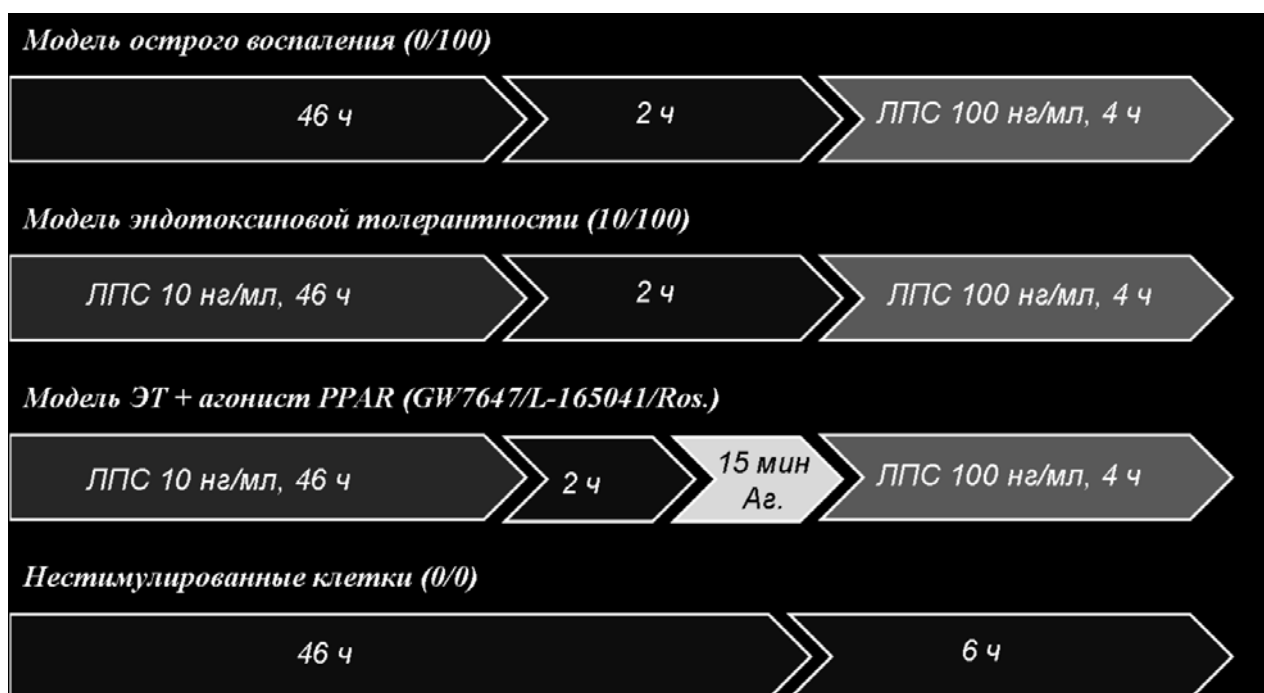 Модель острого воспаления (0/100)
46 ч 2 ч ЛПС 100 нг/мл, 4 ч
Модель эндотоксиновой толерантности (10/100)
ЛПС 10 нг/мл, 46 ч 2 ч ЛПС 100 нг/мл, 4 ч
Модель ЭТ + агонист PPAR (GW7647/L-165041/Ros.)
ЛПС 10 нг/мл, 46 ч 2 ч 15 мин ЛПС 100 нг/мл, 4 ч
Аг.
Нестимулированные клетки (0/0)
46 ч 6 ч